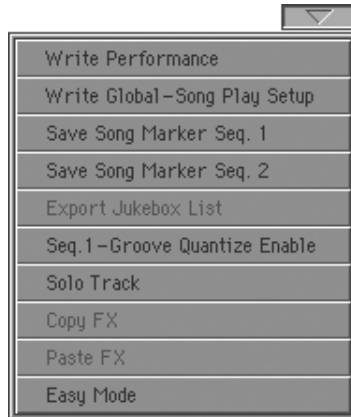 Write Performance
Write Global-Song Play Setup
Save Song Marker Seq. 1
Save Song Marker Seq. 2
Export Jukebox List
Seq.1-Groove Quantize Enable
Solo Track
Copy FX
Paste FX
Easy Mode